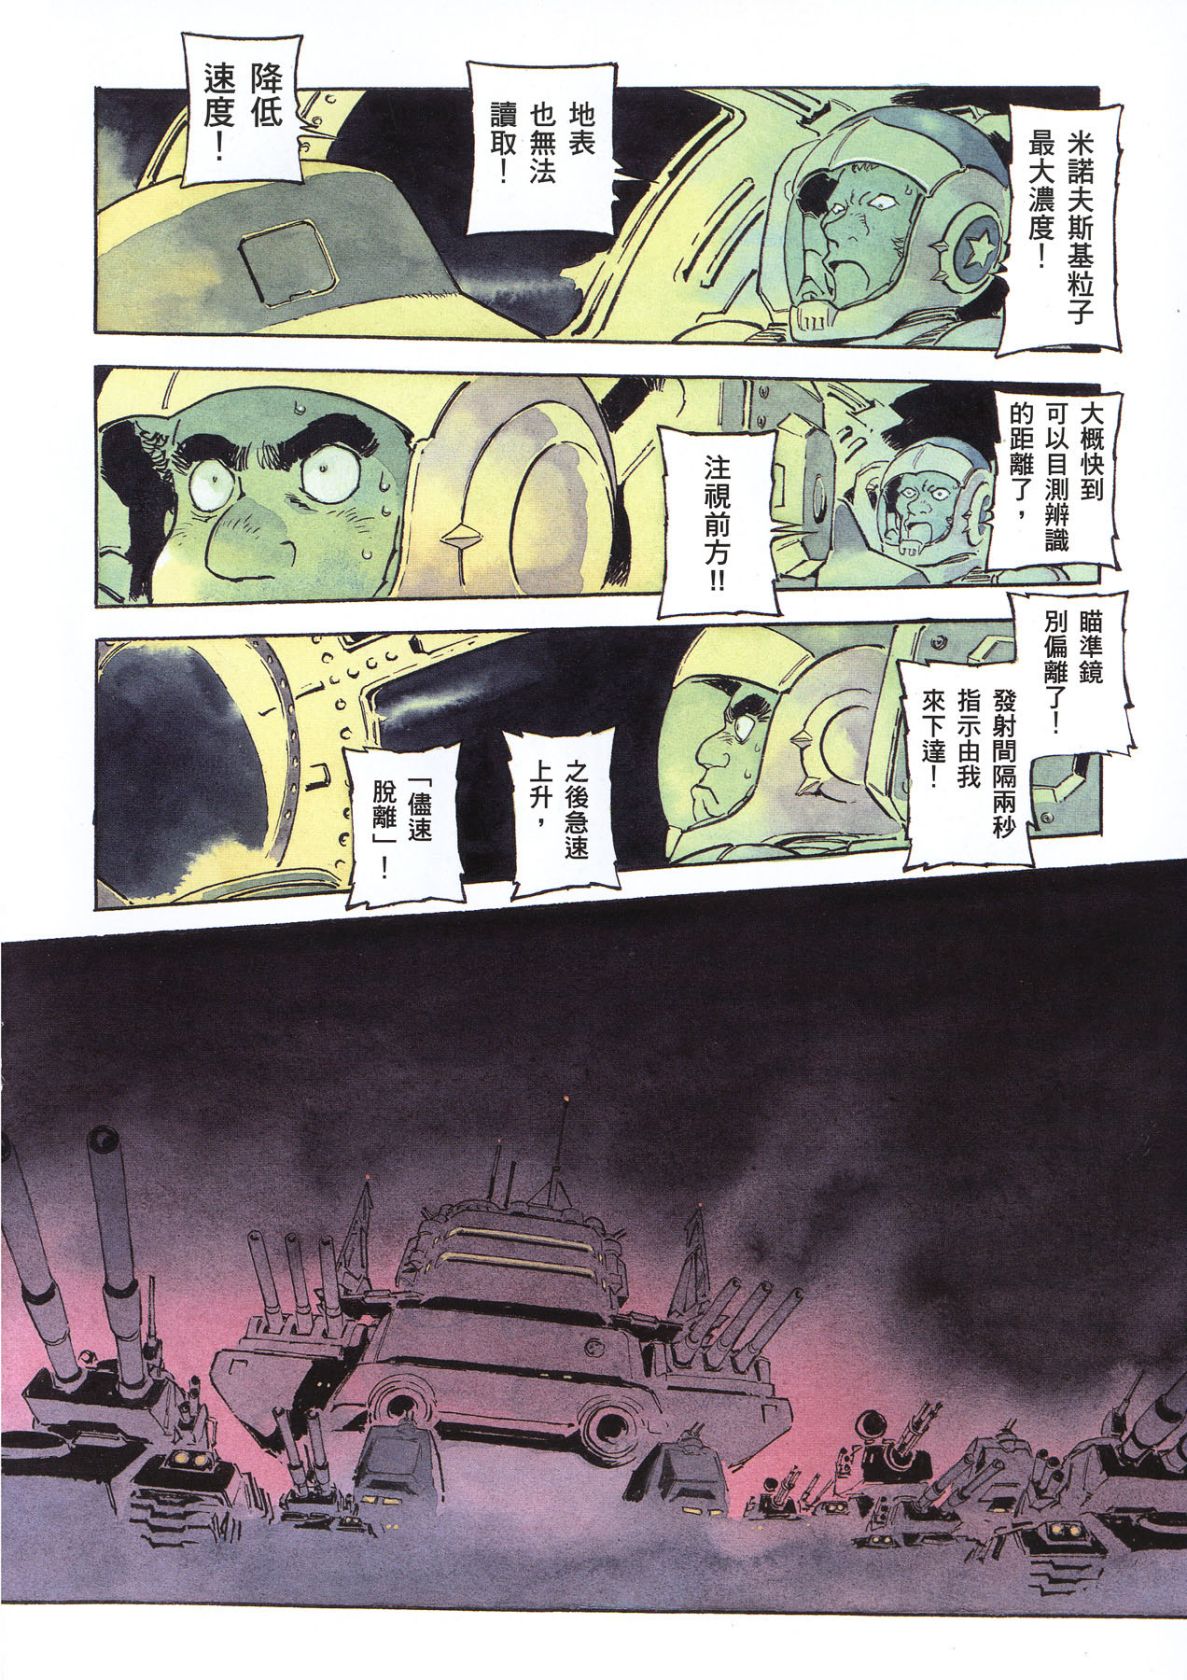 米諾夫斯基粒子
最大濃度！
地表
也無法
讀取！
降低
速度！
大概快到
可以目測辨識
的距離了，
注視前方!!
瞄準鏡
別偏離了！
發射間隔兩秒
指示由我
來下達！
之後急速
上升，
「儘速
脫離」！